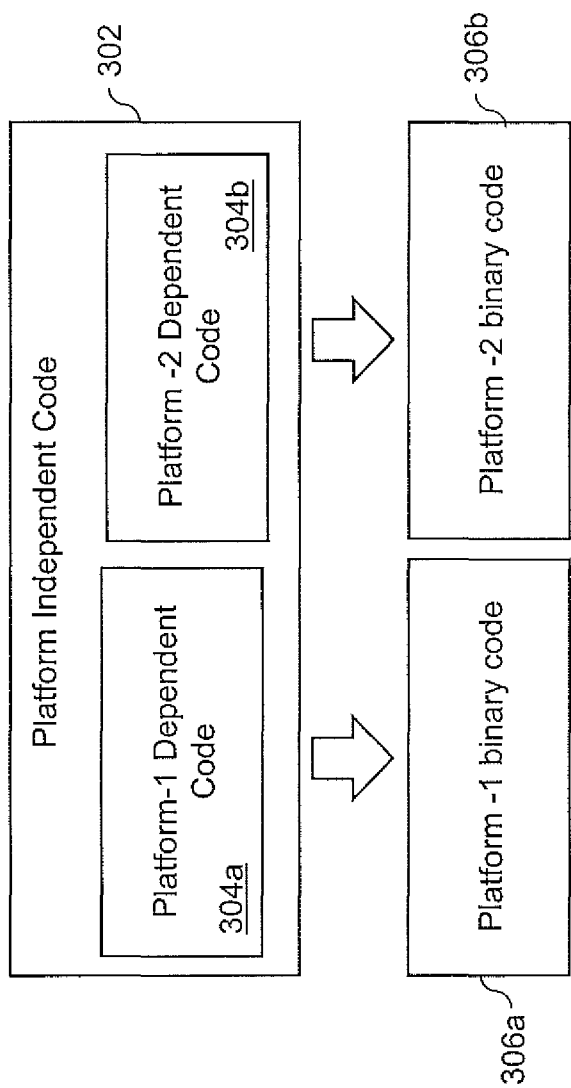 302
Platform Independent Code
Platform-1 Dependent
Code
304a
Platform -2 Dependent
Code
304b
Platform -1 binary code
306a
Platform -2 binary code
306b